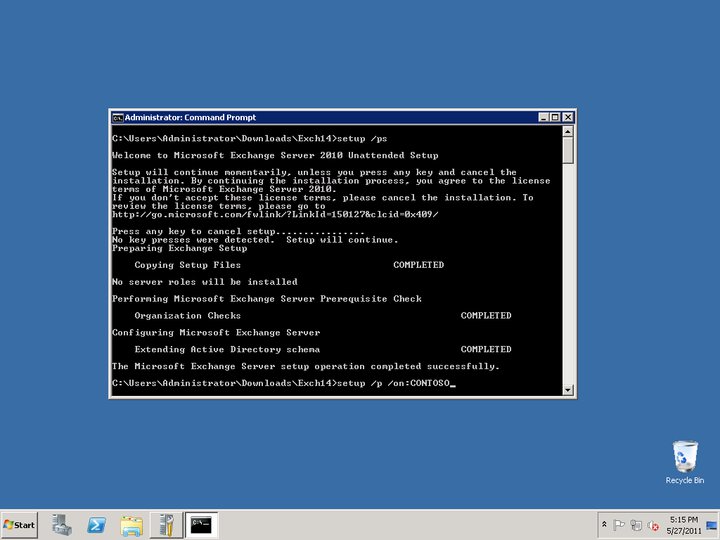 Administrator: Command Prompt
C:\Users\Administrator\Downloads\Exch14>setup /ps
Welcome to Microsoft Exchange Server 2010 Unattended Setup
Setup will continue momentarily, unless you press any key and cancel the
installation. By continuing the installation process, you agree to the license
terms of Microsoft Exchange Server 2010.
If you don't accept these license terms, please cancel the installation. To
review the license terms, please go to
http://go.microsoft.com/fwlink/?LinkId=150127&clcid=0x409/
Press any key to cancel setup................
No key presses were detected.  Setup will continue.
Preparing Exchange Setup
Copying Setup Files COMPLETED
No server roles will be installed
Performing Microsoft Exchange Server Prerequisite Check
Organization Checks COMPLETED
Configuring Microsoft Exchange Server
Extending Active Directory schema COMPLETED
The Microsoft Exchange Server setup operation completed successfully.
C:\Users\Administrator\Downloads\Exch14>setup /p /on:CONTOSO_
Recycle Bin
Start
5:15 PM
5/27/2011